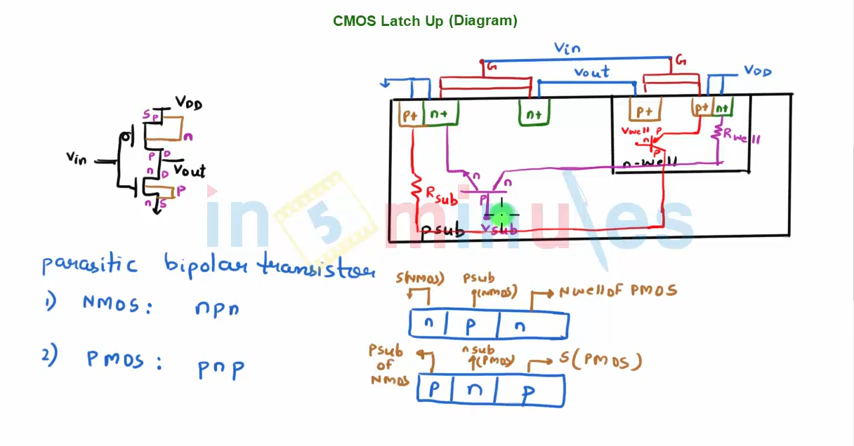 CMOS Latch Up (Diagram)
Vin
G
G
Vout
VDD
p+
n+
n+
p+
p+
n+
Vwell
p
n
p
Rwell
n-well
n
n
p
Rsub
Vsub
psub
VDD
S
p
n
p
D
Vin
Vout
n
D
p
n
S
in 5 minutes
parasitic bipolar transistor
1) NMOS: npn
2) PMOS: pnp
S(NMOS)
psub
(NMOS)
Nwell of PMOS
n p n
Psub
of
NMOS
nsub
(PMOS)
S(PMOS)
p n p